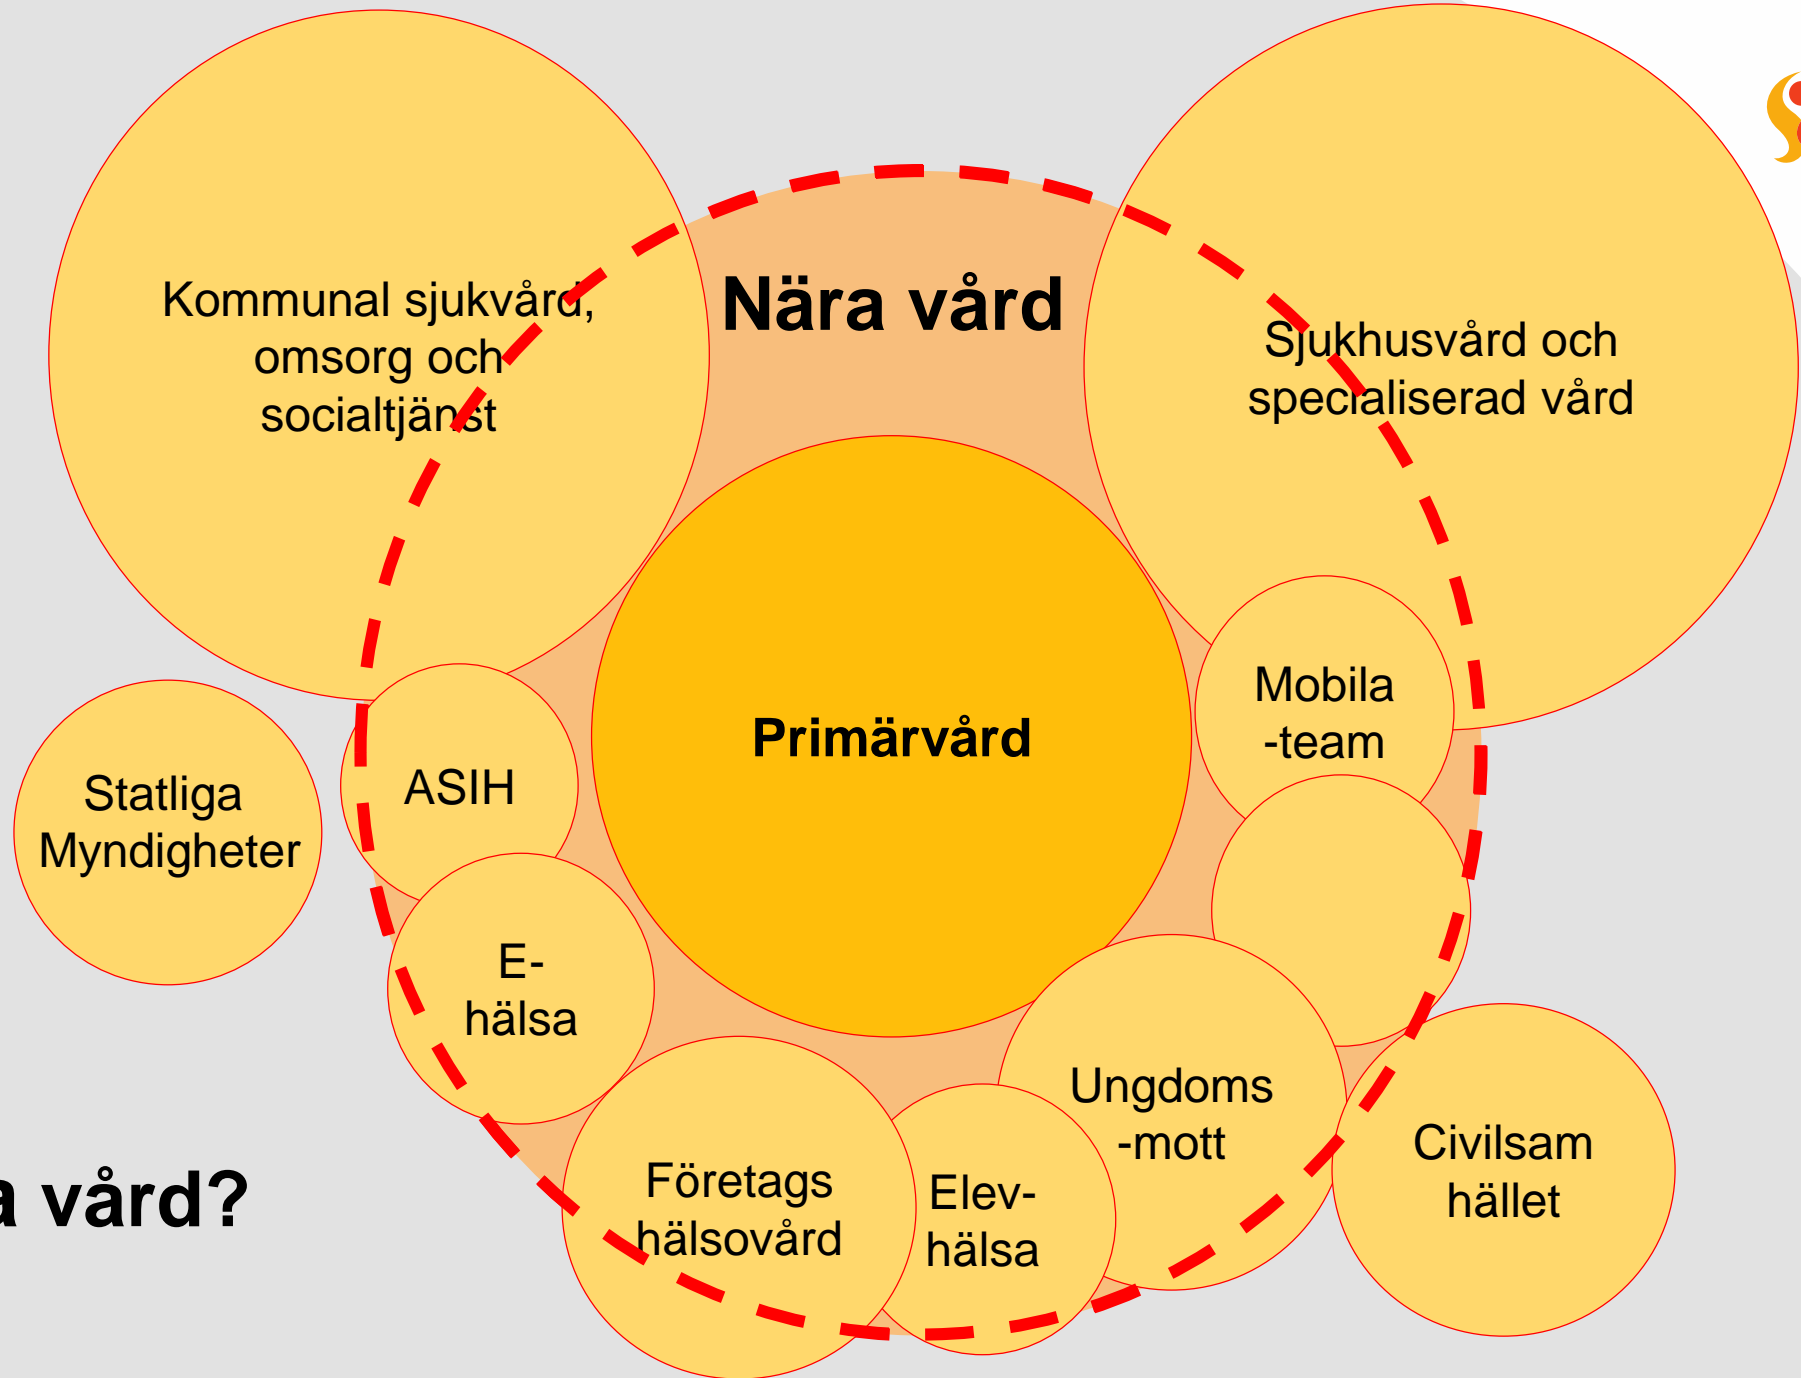 Nära vård
Kommunal sjukvård,
omsorg och
socialtjänst
Sjukhusvård och
specialiserad vård
Primärvård
Mobila
-team
Statliga
Myndigheter
ASIH
E-
hälsa
Ungdoms
-mott
Civilsam
hället
Företags
hälsovård
Elev-
hälsa
a vård?